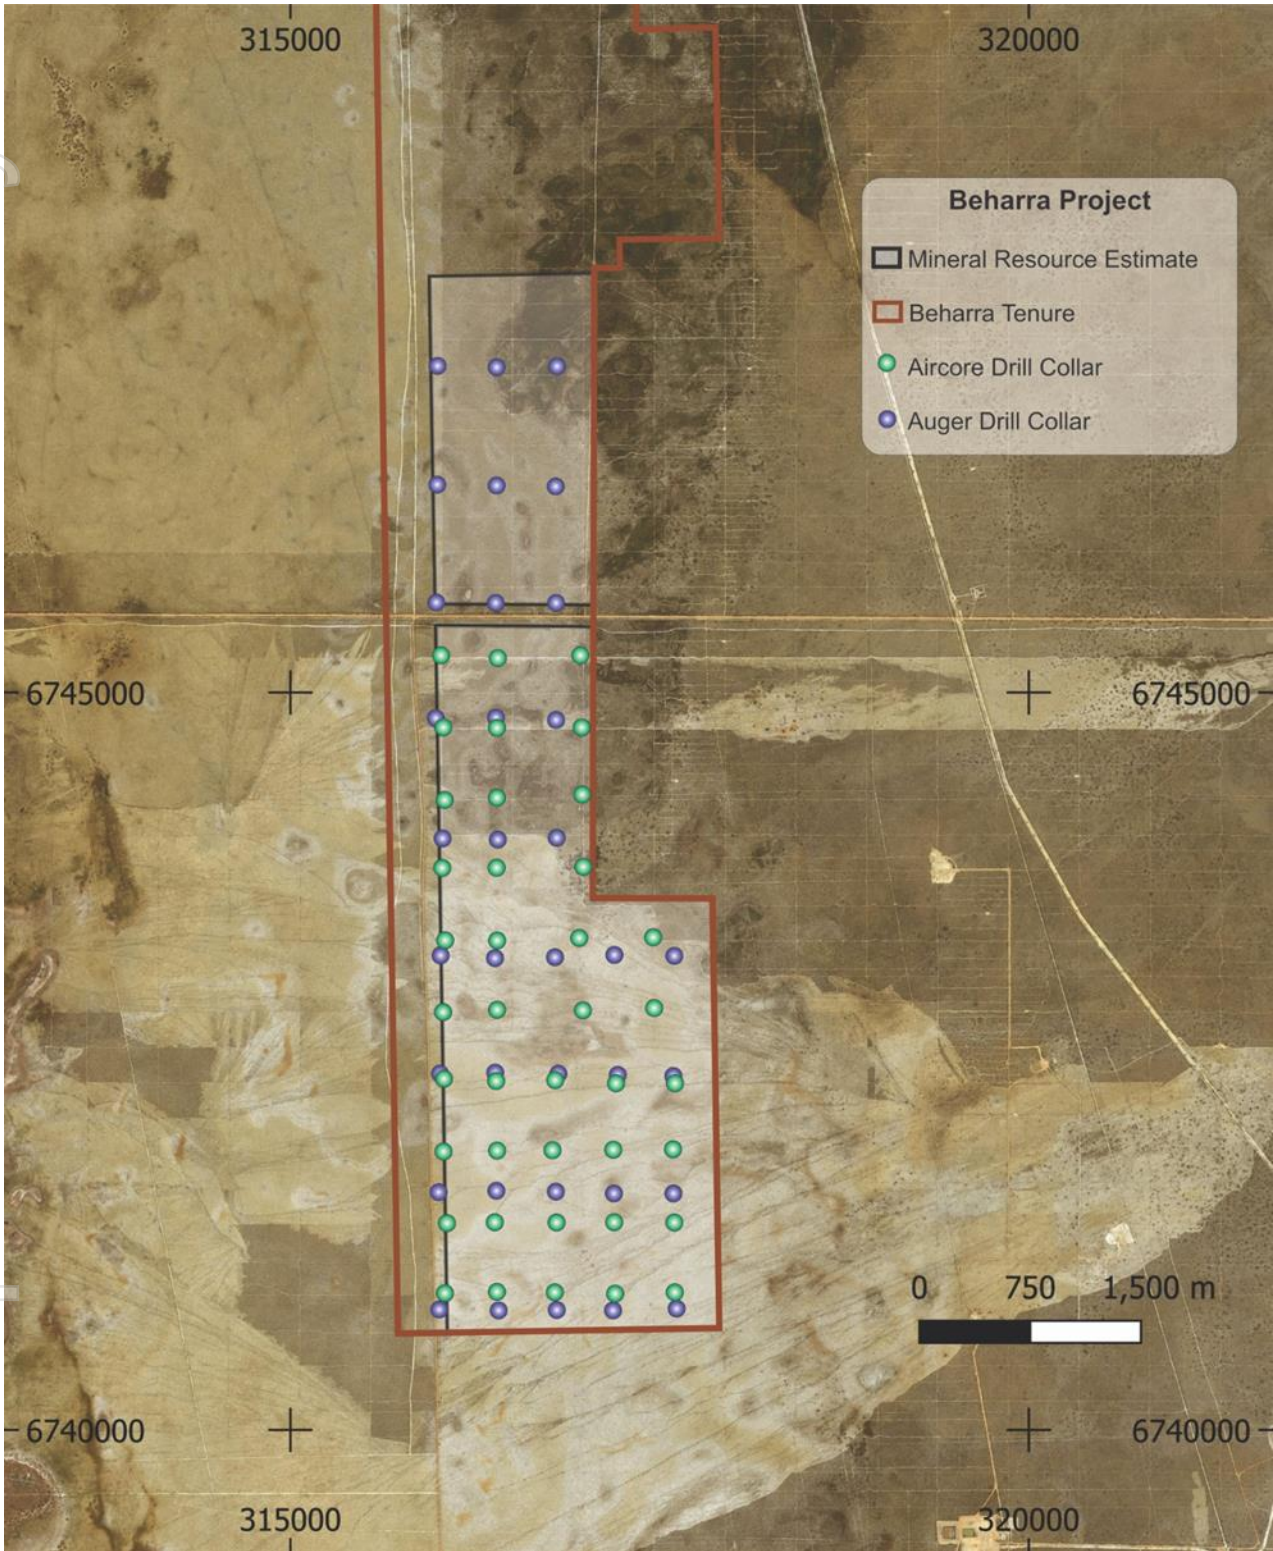 315000 320000
Beharra Project
Mineral Resource Estimate
Beharra Tenure
Aircore Drill Collar
Auger Drill Collar
6745000 6745000
0 750 1,500 m
6740000 6740000
315000 320000